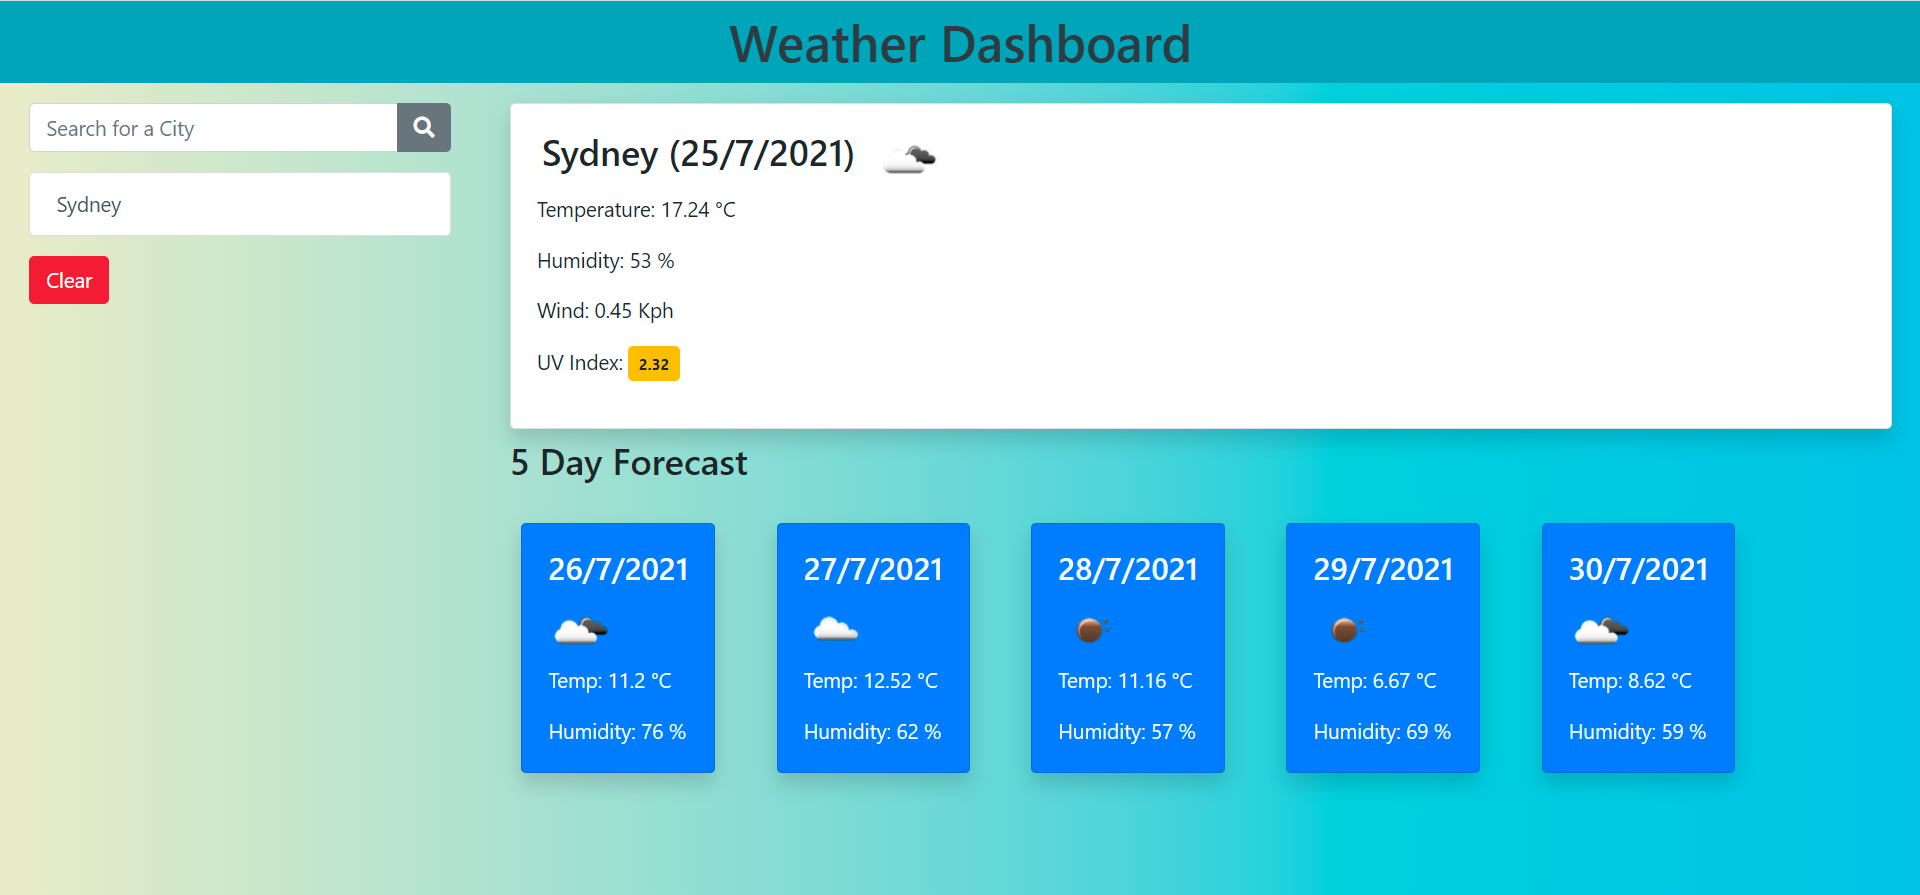 Weather Dashboard
Search for a City
Sydney
Clear
Sydney (25/7/2021)
Temperature: 17.24 °C
Humidity: 53 %
Wind: 0.45 Kph
UV Index: 2.32
5 Day Forecast
26/7/2021
Temp: 11.2 °C
Humidity: 76 %
27/7/2021
Temp: 12.52 °C
Humidity: 62 %
28/7/2021
Temp: 11.16 °C
Humidity: 57 %
29/7/2021
Temp: 6.67 °C
Humidity: 69 %
30/7/2021
Temp: 8.62 °C
Humidity: 59 %